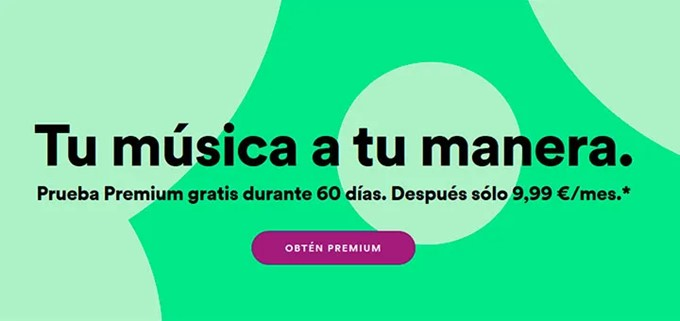 Tu música a tu manera.
Prueba Premium gratis durante 60 días. Después sólo 9,99 €/mes.*
OBTÉN PREMIUM